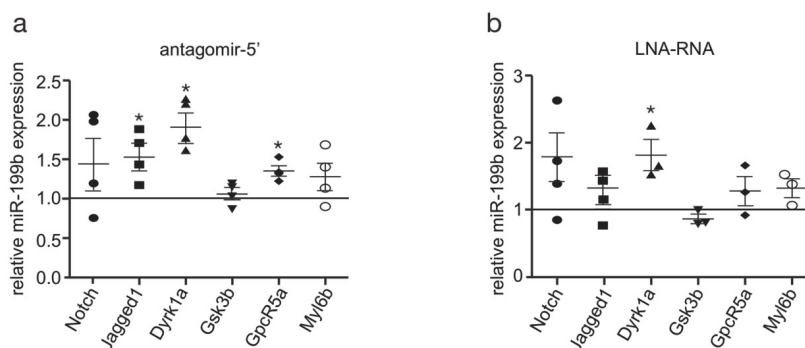 a
antagomir-5'
relative miR-199b expression
2.5
2.0
1.5
1.0
0.5
0.0
*
*
*
Notch
Jagged1
Dyrk1a
Gsk3b
GpcR5a
Myl6b
b
LNA-RNA
relative miR-199b expression
3
2
1
0
*
Notch
Jagged1
Dyrk1a
Gsk3b
GpcR5a
Myl6b